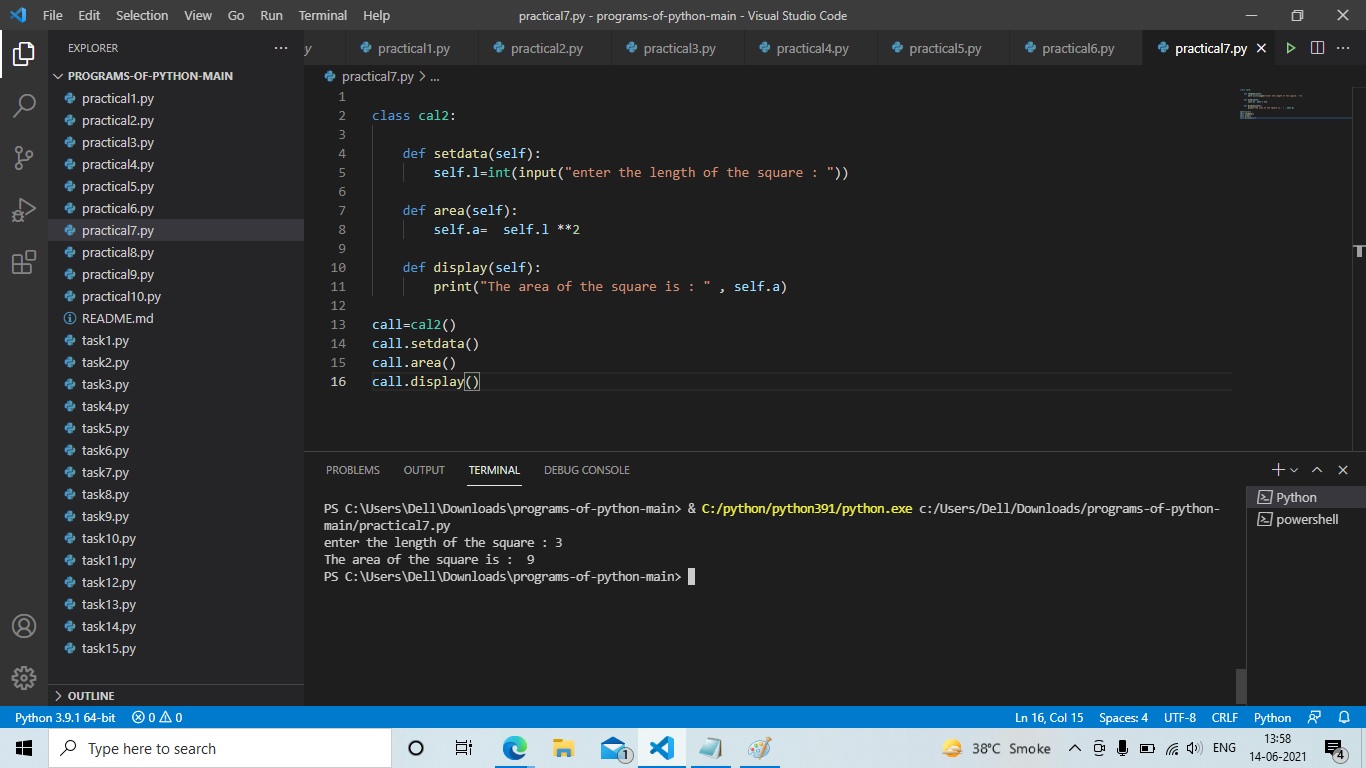 File Edit Selection View Go Run Terminal Help
practical7.py - programs-of-python-main - Visual Studio Code
EXPLORER
PROGRAMS-OF-PYTHON-MAIN
practical1.py
practical2.py
practical3.py
practical4.py
practical5.py
practical6.py
practical7.py
practical8.py
practical9.py
practical10.py
README.md
task1.py
task2.py
task3.py
task4.py
task5.py
task6.py
task7.py
task8.py
task9.py
task10.py
task11.py
task12.py
task13.py
task14.py
task15.py
OUTLINE
y practical1.py practical2.py practical3.py practical4.py practical5.py practical6.py practical7.py
practical7.py > ...
1
2 class cal2:
3
4     def setdata(self):
5         self.l=int(input("enter the length of the square : "))
6
7     def area(self):
8         self.a=  self.l **2
9
10     def display(self):
11         print("The area of the square is : " , self.a)
12
13 call=cal2()
14 call.setdata()
15 call.area()
16 call.display()
PROBLEMS OUTPUT TERMINAL DEBUG CONSOLE
PS C:\Users\Dell\Downloads\programs-of-python-main> & C:/python/python391/python.exe c:/Users/Dell/Downloads/programs-of-python-
main/practical7.py
enter the length of the square : 3
The area of the square is :  9
PS C:\Users\Dell\Downloads\programs-of-python-main>
Python
powershell
Python 3.9.1 64-bit 0 0 Ln 16, Col 15 Spaces: 4 UTF-8 CRLF Python
Type here to search
1
38°C Smoke
ENG
13:58
14-06-2021
4